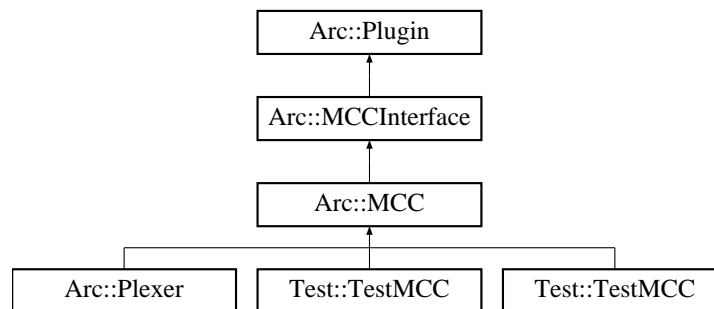 Arc::Plugin
Arc::MCCInterface
Arc::MCC
Arc::Plexer
Test::TestMCC
Test::TestMCC